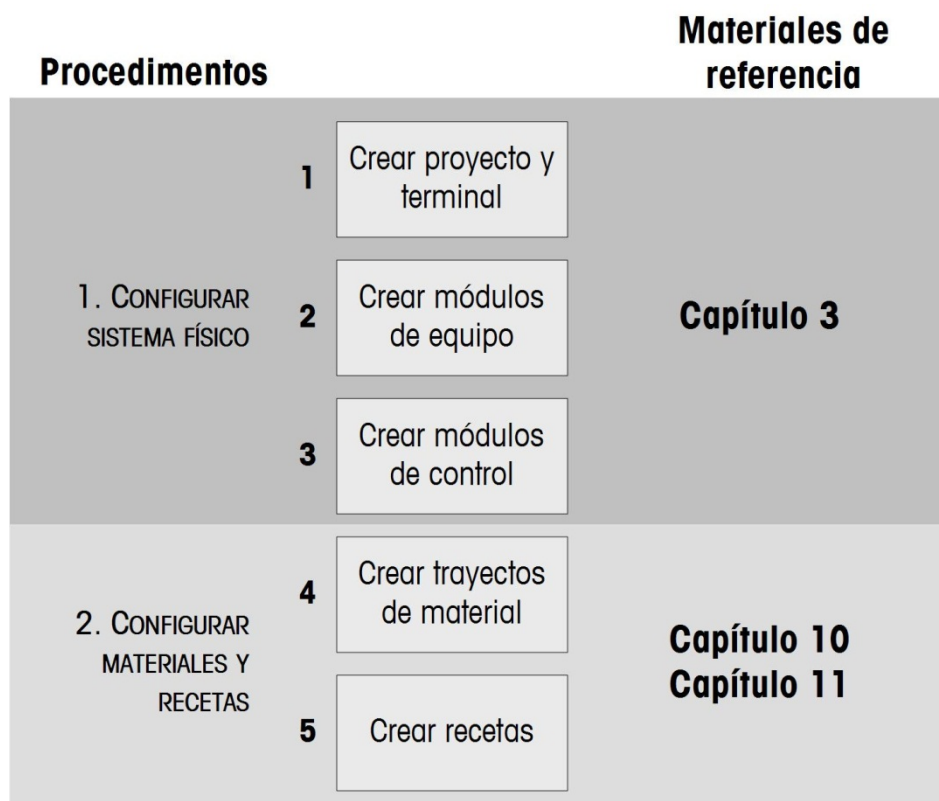 Procedimentos
Materiales de
referencia
1. CONFIGURAR
SISTEMA FÍSICO
1
Crear proyecto y
terminal
2
Crear módulos
de equipo
3
Crear módulos
de control
Capítulo 3
2. CONFIGURAR
MATERIALES Y
RECETAS
4
Crear trayectos
de material
5
Crear recetas
Capítulo 10
Capítulo 11